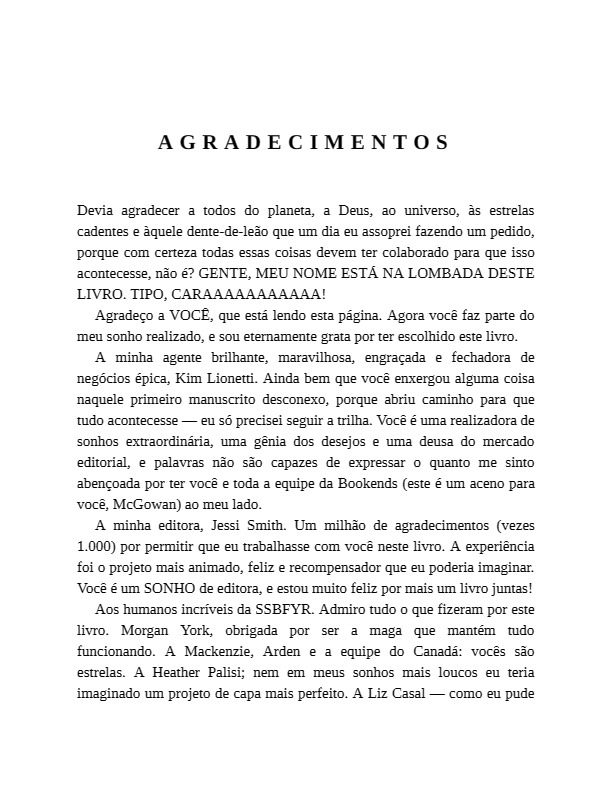 AGRADECIMENTOS
Devia agradecer a todos do planeta, a Deus, ao universo, às estrelas
cadentes e àquele dente-de-leão que um dia eu assoprei fazendo um pedido,
porque com certeza todas essas coisas devem ter colaborado para que isso
acontecesse, não é? GENTE, MEU NOME ESTÁ NA LOMBADA DESTE
LIVRO. TIPO, CARAAAAAAAAAAA!
Agradeço a VOCÊ, que está lendo esta página. Agora você faz parte do
meu sonho realizado, e sou eternamente grata por ter escolhido este livro.
A minha agente brilhante, maravilhosa, engraçada e fechadora de
negócios épica, Kim Lionetti. Ainda bem que você enxergou alguma coisa
naquele primeiro manuscrito desconexo, porque abriu caminho para que
tudo acontecesse — eu só precisei seguir a trilha. Você é uma realizadora de
sonhos extraordinária, uma gênia dos desejos e uma deusa do mercado
editorial, e palavras não são capazes de expressar o quanto me sinto
abençoada por ter você e toda a equipe da Bookends (este é um aceno para
você, McGowan) ao meu lado.
A minha editora, Jessi Smith. Um milhão de agradecimentos (vezes
1.000) por permitir que eu trabalhasse com você neste livro. A experiência
foi o projeto mais animado, feliz e recompensador que eu poderia imaginar.
Você é um SONHO de editora, e estou muito feliz por mais um livro juntas!
Aos humanos incríveis da SSBFYR. Admiro tudo o que fizeram por este
livro. Morgan York, obrigada por ser a maga que mantém tudo
funcionando. A Mackenzie, Arden e a equipe do Canadá: vocês são
estrelas. A Heather Palisi; nem em meus sonhos mais loucos eu teria
imaginado um projeto de capa mais perfeito. A Liz Casal — como eu pude